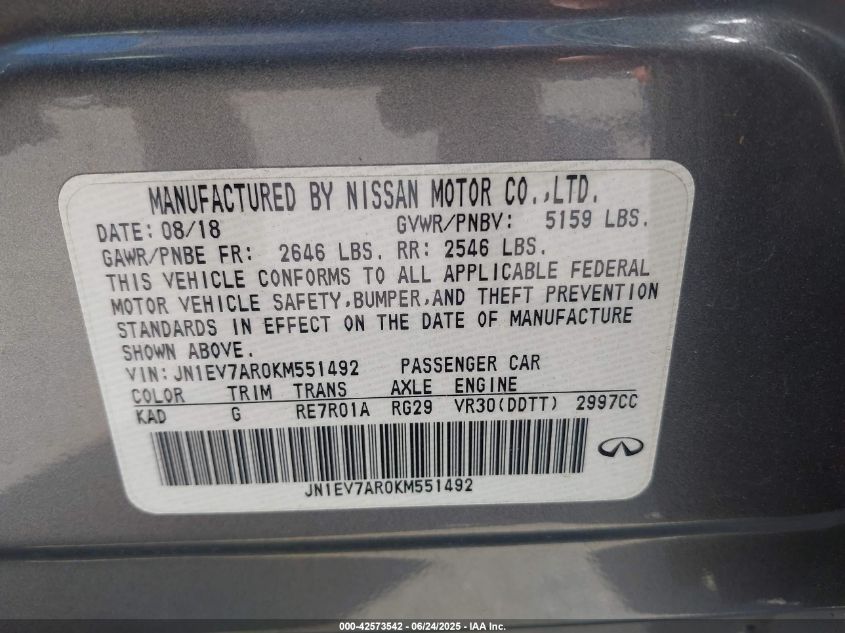 MANUFACTURED BY NISSAN MOTOR CO.,LTD.
DATE: 08/18 GVWR/PNBV: 5159 LBS.
GAWR/PNBE FR: 2646 LBS. RR: 2546 LBS.
THIS VEHICLE CONFORMS TO ALL APPLICABLE FEDERAL
MOTOR VEHICLE SAFETY,BUMPER,AND THEFT PREVENTION
STANDARDS IN EFFECT ON THE DATE OF MANUFACTURE
SHOWN ABOVE.
VIN: JN1EV7AR0KM551492 PASSENGER CAR
COLOR TRIM TRANS AXLE ENGINE
KAD G RE7R01A RG29 VR30(DDTT) 2997CC
JN1EV7AR0KM551492
000-42573542 | 06/24/2025 - IAA Inc.